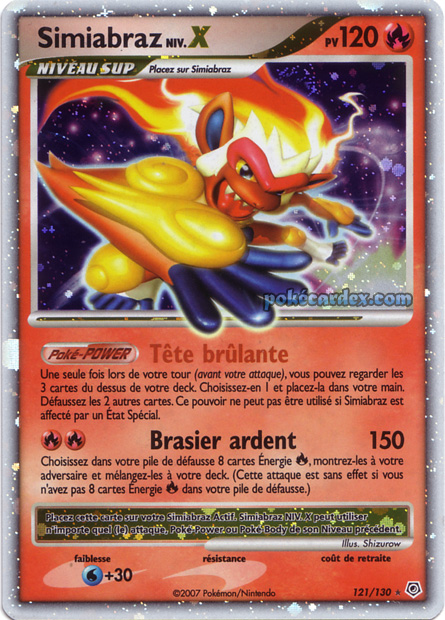 Simiabraz NIV.X PV 120
NIVEAU SUP Placez sur Simiabraz
pokécardex.com
Poké-POWER Tête brûlante
Une seule fois lors de votre tour (avant votre attaque), vous pouvez regarder les
3 cartes du dessus de votre deck. Choisissez-en 1 et placez-la dans votre main.
Défaussez les 2 autres cartes. Ce pouvoir ne peut pas être utilisé si Simiabraz est
affecté par un État Spécial.
Brasier ardent 150
Choisissez dans votre pile de défausse 8 cartes Énergie, montrez-les à votre
adversaire et mélangez-les à votre deck. (Cette attaque est sans effet si vous
n'avez pas 8 cartes Énergie dans votre pile de défausse.)
Placez cette carte sur votre Simiabraz Actif. Simiabraz NIV. X peut utiliser
n'importe quel (le) attaque, Poké-Power ou Poké-Body de son Niveau précédent.
Illus. Shizurow
faiblesse résistance coût de retraite
+30
©2007 Pokémon/Nintendo 121/130